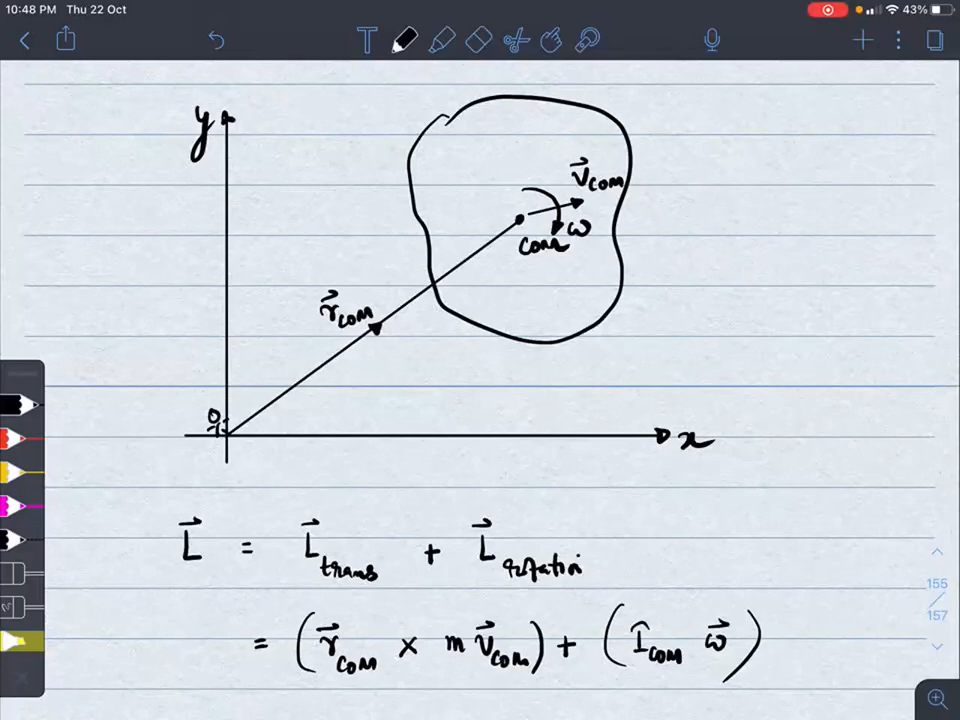 10:48 PM Thu 22 Oct 43%
T
y
v⃗COM
ω
COM
r⃗COM
O
x
L⃗ = L⃗trans + L⃗rotation
= (r⃗COM × m v⃗COM) + (ICOM ω⃗)
155
157